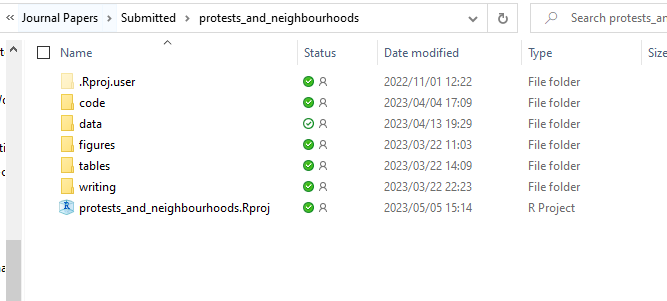 « Journal Papers > Submitted > protests_and_neighbourhoods
Search protests_ar
Name Status Date modified Type Size
.Rproj.user 2022/11/01 12:22 File folder
code 2023/04/04 17:09 File folder
data 2023/04/13 19:29 File folder
figures 2023/03/22 11:03 File folder
tables 2023/03/22 14:09 File folder
writing 2023/03/22 22:23 File folder
protests_and_neighbourhoods.Rproj 2023/05/05 15:14 R Project